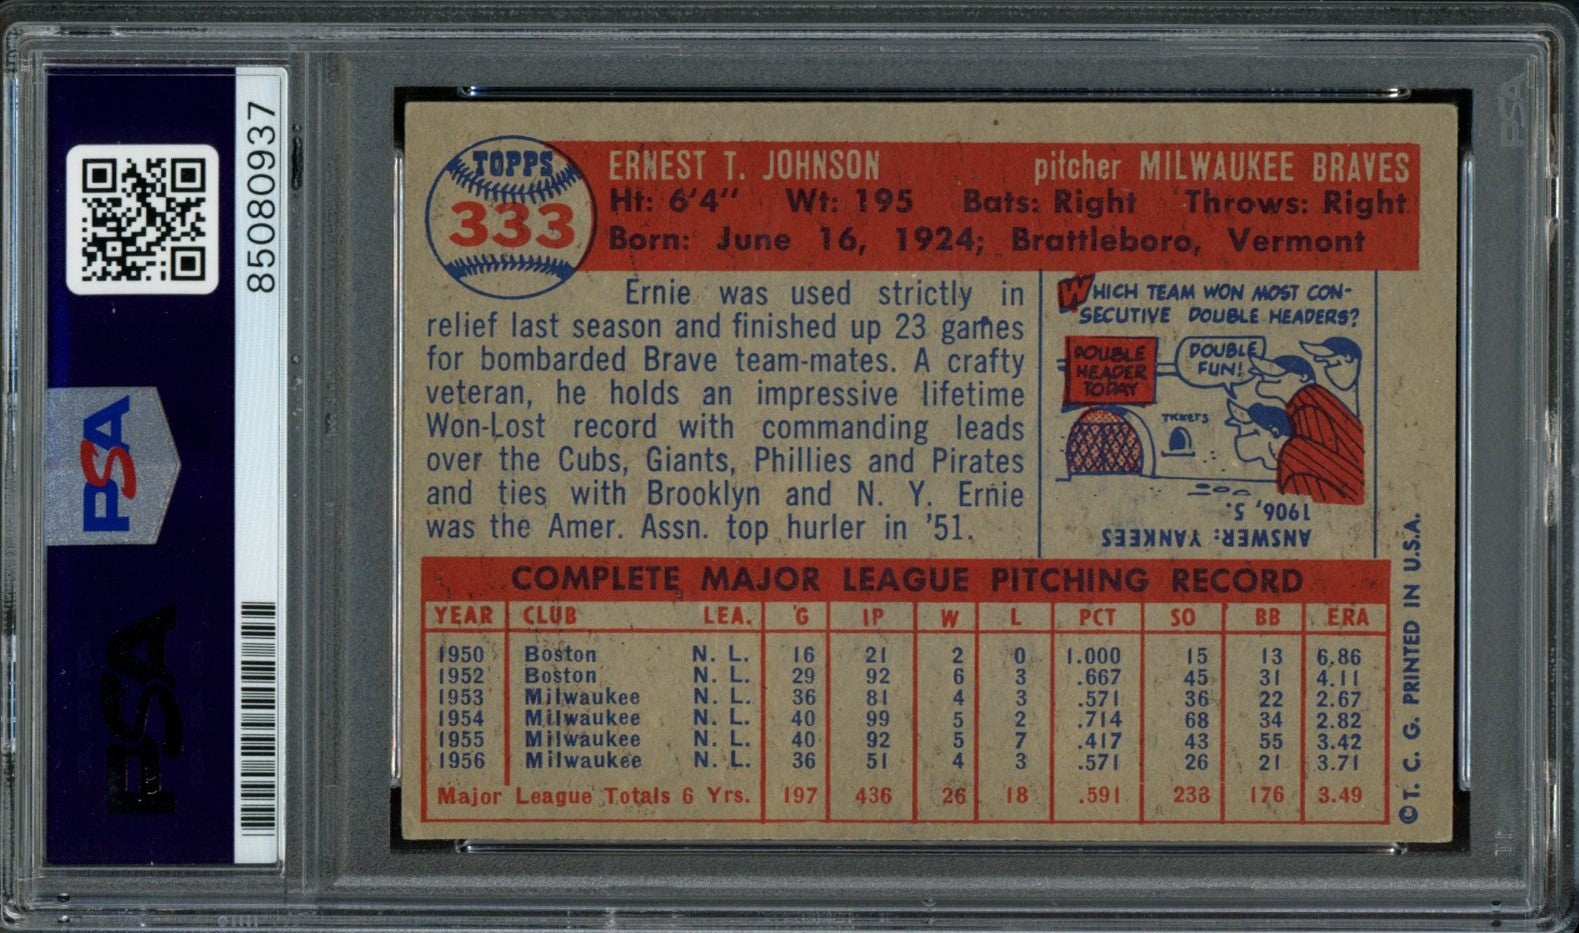 85080937
PSA
PSA
PSA
TOPPS
333
ERNEST T. JOHNSON pitcher MILWAUKEE BRAVES
Ht: 6'4" Wt: 195 Bats: Right Throws: Right
Born: June 16, 1924; Brattleboro, Vermont
Ernie was used strictly in
relief last season and finished up 23 games
for bombarded Brave team-mates. A crafty
veteran, he holds an impressive lifetime
Won-Lost record with commanding leads
over the Cubs, Giants, Phillies and Pirates
and ties with Brooklyn and N. Y. Ernie
was the Amer. Assn. top hurler in '51.
WHICH TEAM WON MOST CON-
SECUTIVE DOUBLE HEADERS?
DOUBLE
HEADER
TODAY
DOUBLE
FUN!
TICKETS
ANSWER: YANKEES
1906, 5.
COMPLETE MAJOR LEAGUE PITCHING RECORD
YEAR CLUB LEA. G IP W L PCT SO BB ERA
1950 Boston N. L. 16 21 2 0 1.000 15 13 6.86
1952 Boston N. L. 29 92 6 3 .667 45 31 4.11
1953 Milwaukee N. L. 36 81 4 3 .571 36 22 2.67
1954 Milwaukee N. L. 40 99 5 2 .714 68 34 2.82
1955 Milwaukee N. L. 40 92 5 7 .417 43 55 3.42
1956 Milwaukee N. L. 36 51 4 3 .571 26 21 3.71
Major League Totals 6 Yrs. 197 436 26 18 .591 233 176 3.49
© T. C. G. PRINTED IN U.S.A.
PSA